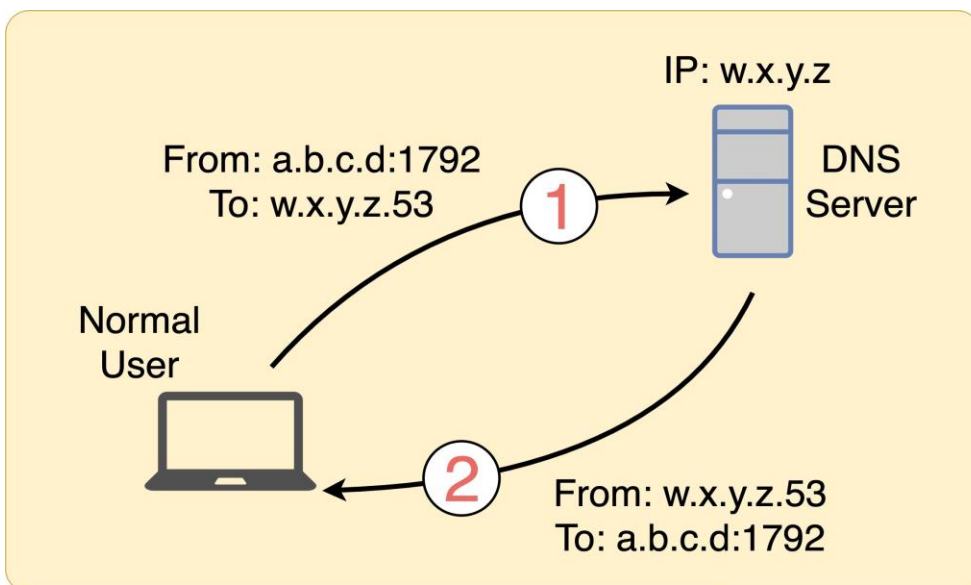 IP: w.x.y.z
DNS
Server
From: a.b.c.d:1792
To: w.x.y.z.53
1
Normal
User
2
From: w.x.y.z.53
To: a.b.c.d:1792